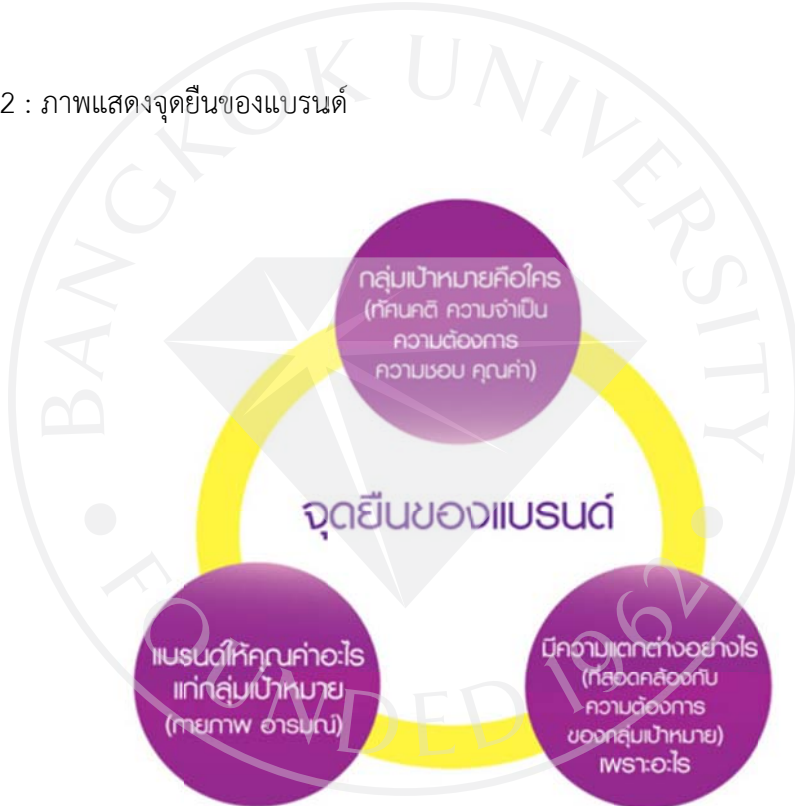 2 : ภาพแสดงจุดยืนของแบรนด์
BANGKOK UNIVERSITY
กลุ่มเป้าหมายคือใคร
(ทัศนคติ ความจำเป็น
ความต้องการ
ความชอบ คุณค่า)
จุดยืนของแบรนด์
แบรนด์ให้คุณค่าอะไร
แก่กลุ่มเป้าหมาย
(กายภาพ อารมณ์)
มีความแตกต่างอย่างไร
(ที่สอดคล้องกับ
ความต้องการ
ของกลุ่มเป้าหมาย)
เพราะอะไร
FOUNDED 1962